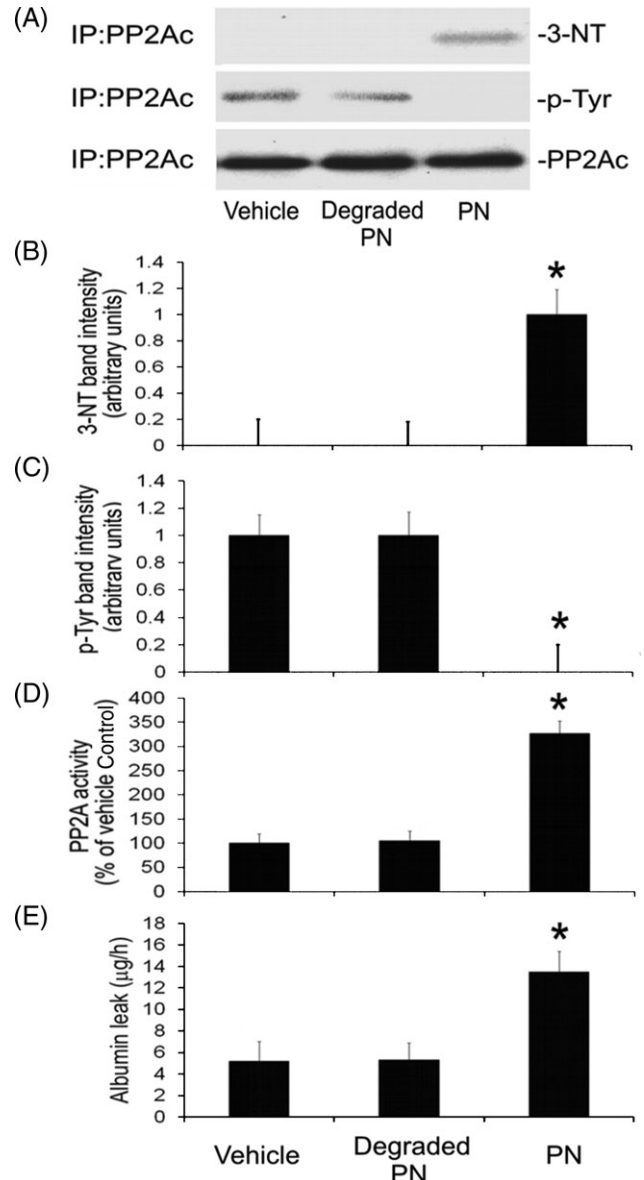 (A)
IP:PP2Ac -3-NT
IP:PP2Ac -p-Tyr
IP:PP2Ac -PP2Ac
Vehicle Degraded PN PN
(B)
3-NT band intensity
(arbitrary units)
1.4
1.2
1
0.8
0.6
0.4
0.2
0
*
(C)
p-Tyr band intensity
(arbitrary units)
1.4
1.2
1
0.8
0.6
0.4
0.2
0
*
(D)
PP2A activity
(% of vehicle Control)
400
350
300
250
200
150
100
50
0
*
(E)
Albumin leak (µg/h)
18
16
14
12
10
8
6
4
2
0
*
Vehicle Degraded PN PN